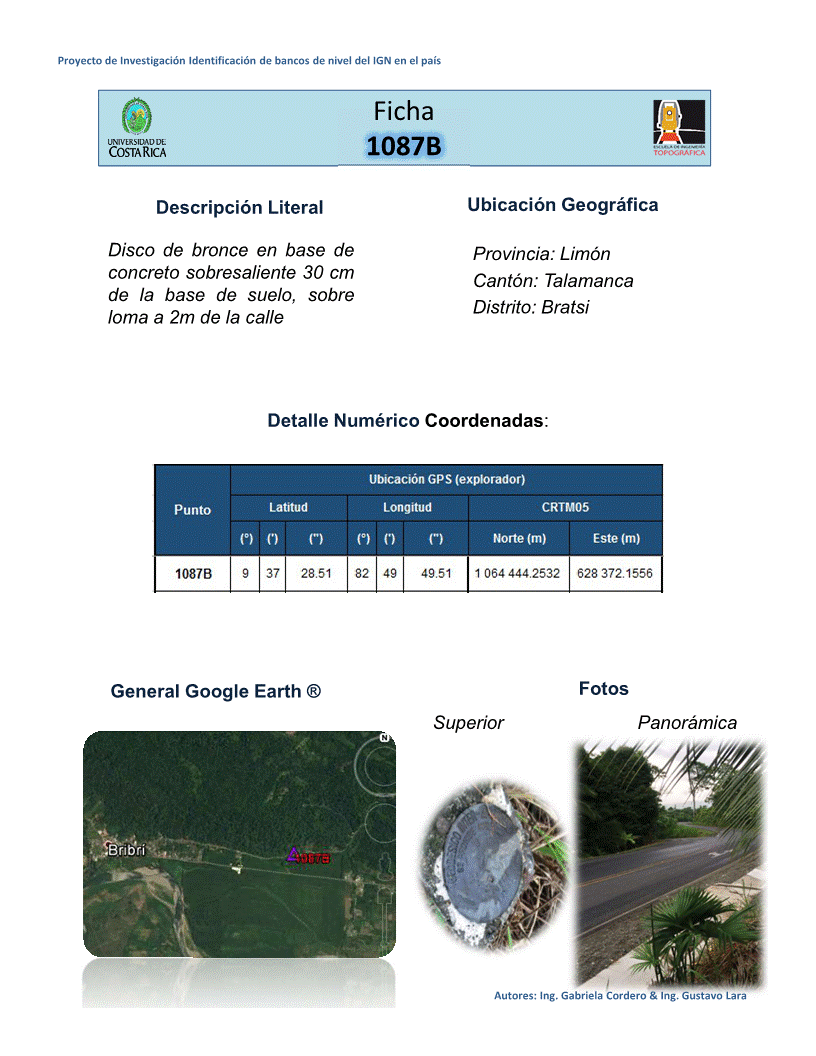 Proyecto de Investigación Identificación de bancos de nivel del IGN en el país
UNIVERSIDAD DE
COSTA RICA
Ficha
1087B
ESCUELA DE INGENIERÍA
TOPOGRÁFICA
Descripción Literal
Disco de bronce en base de
concreto sobresaliente 30 cm
de la base de suelo, sobre
loma a 2m de la calle
Ubicación Geográfica
Provincia: Limón
Cantón: Talamanca
Distrito: Bratsi
Detalle Numérico Coordenadas:
Ubicación GPS (explorador)
Punto Latitud Longitud CRTM05
(°) (') (") (°) (') (") Norte (m) Este (m)
1087B 9 37 28.51 82 49 49.51 1 064 444.2532 628 372.1556
General Google Earth ®
Fotos
Superior Panorámica
N
Bribri
1087B
Autores: Ing. Gabriela Cordero & Ing. Gustavo Lara